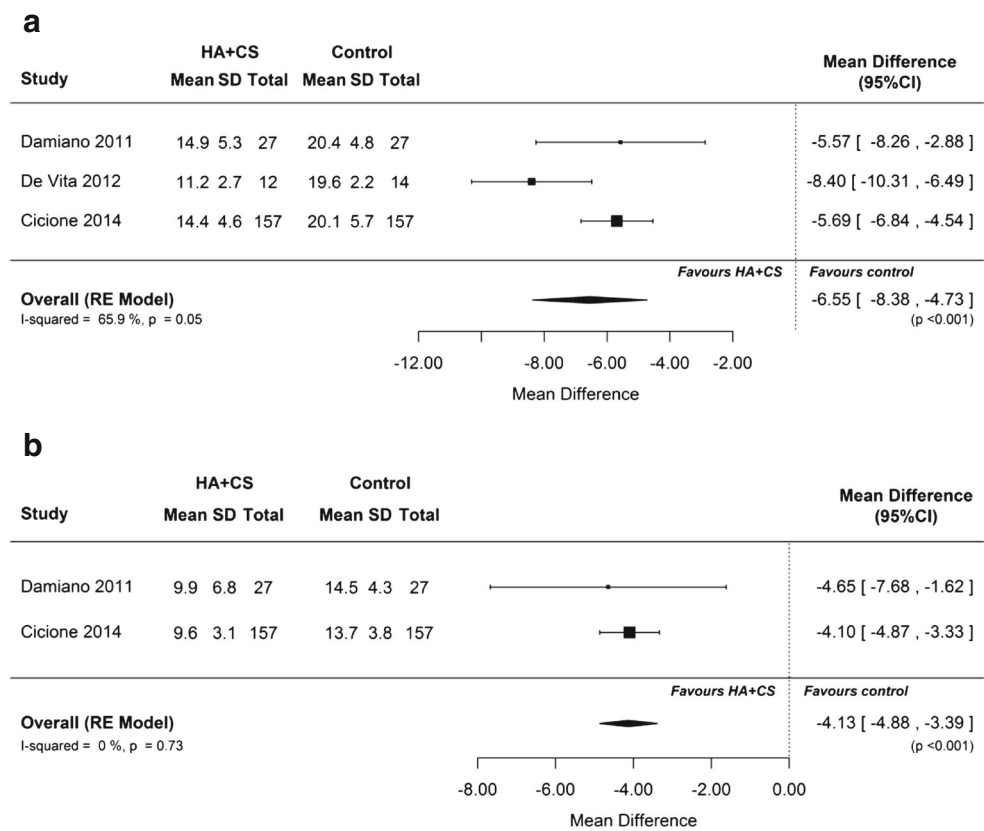 a
HA+CS Control Mean Difference
Study Mean SD Total Mean SD Total (95%CI)
Damiano 2011 14.9 5.3 27 20.4 4.8 27 -5.57 [ -8.26 , -2.88 ]
De Vita 2012 11.2 2.7 12 19.6 2.2 14 -8.40 [ -10.31 , -6.49 ]
Cicione 2014 14.4 4.6 157 20.1 5.7 157 -5.69 [ -6.84 , -4.54 ]
Favours HA+CS Favours control
Overall (RE Model) -6.55 [ -8.38 , -4.73 ]
I-squared = 65.9 %, p = 0.05 (p <0.001)
-12.00 -8.00 -6.00 -4.00 -2.00
Mean Difference
b
HA+CS Control Mean Difference
Study Mean SD Total Mean SD Total (95%CI)
Damiano 2011 9.9 6.8 27 14.5 4.3 27 -4.65 [ -7.68 , -1.62 ]
Cicione 2014 9.6 3.1 157 13.7 3.8 157 -4.10 [ -4.87 , -3.33 ]
Favours HA+CS Favours control
Overall (RE Model) -4.13 [ -4.88 , -3.39 ]
I-squared = 0 %, p = 0.73 (p <0.001)
-8.00 -6.00 -4.00 -2.00 0.00
Mean Difference